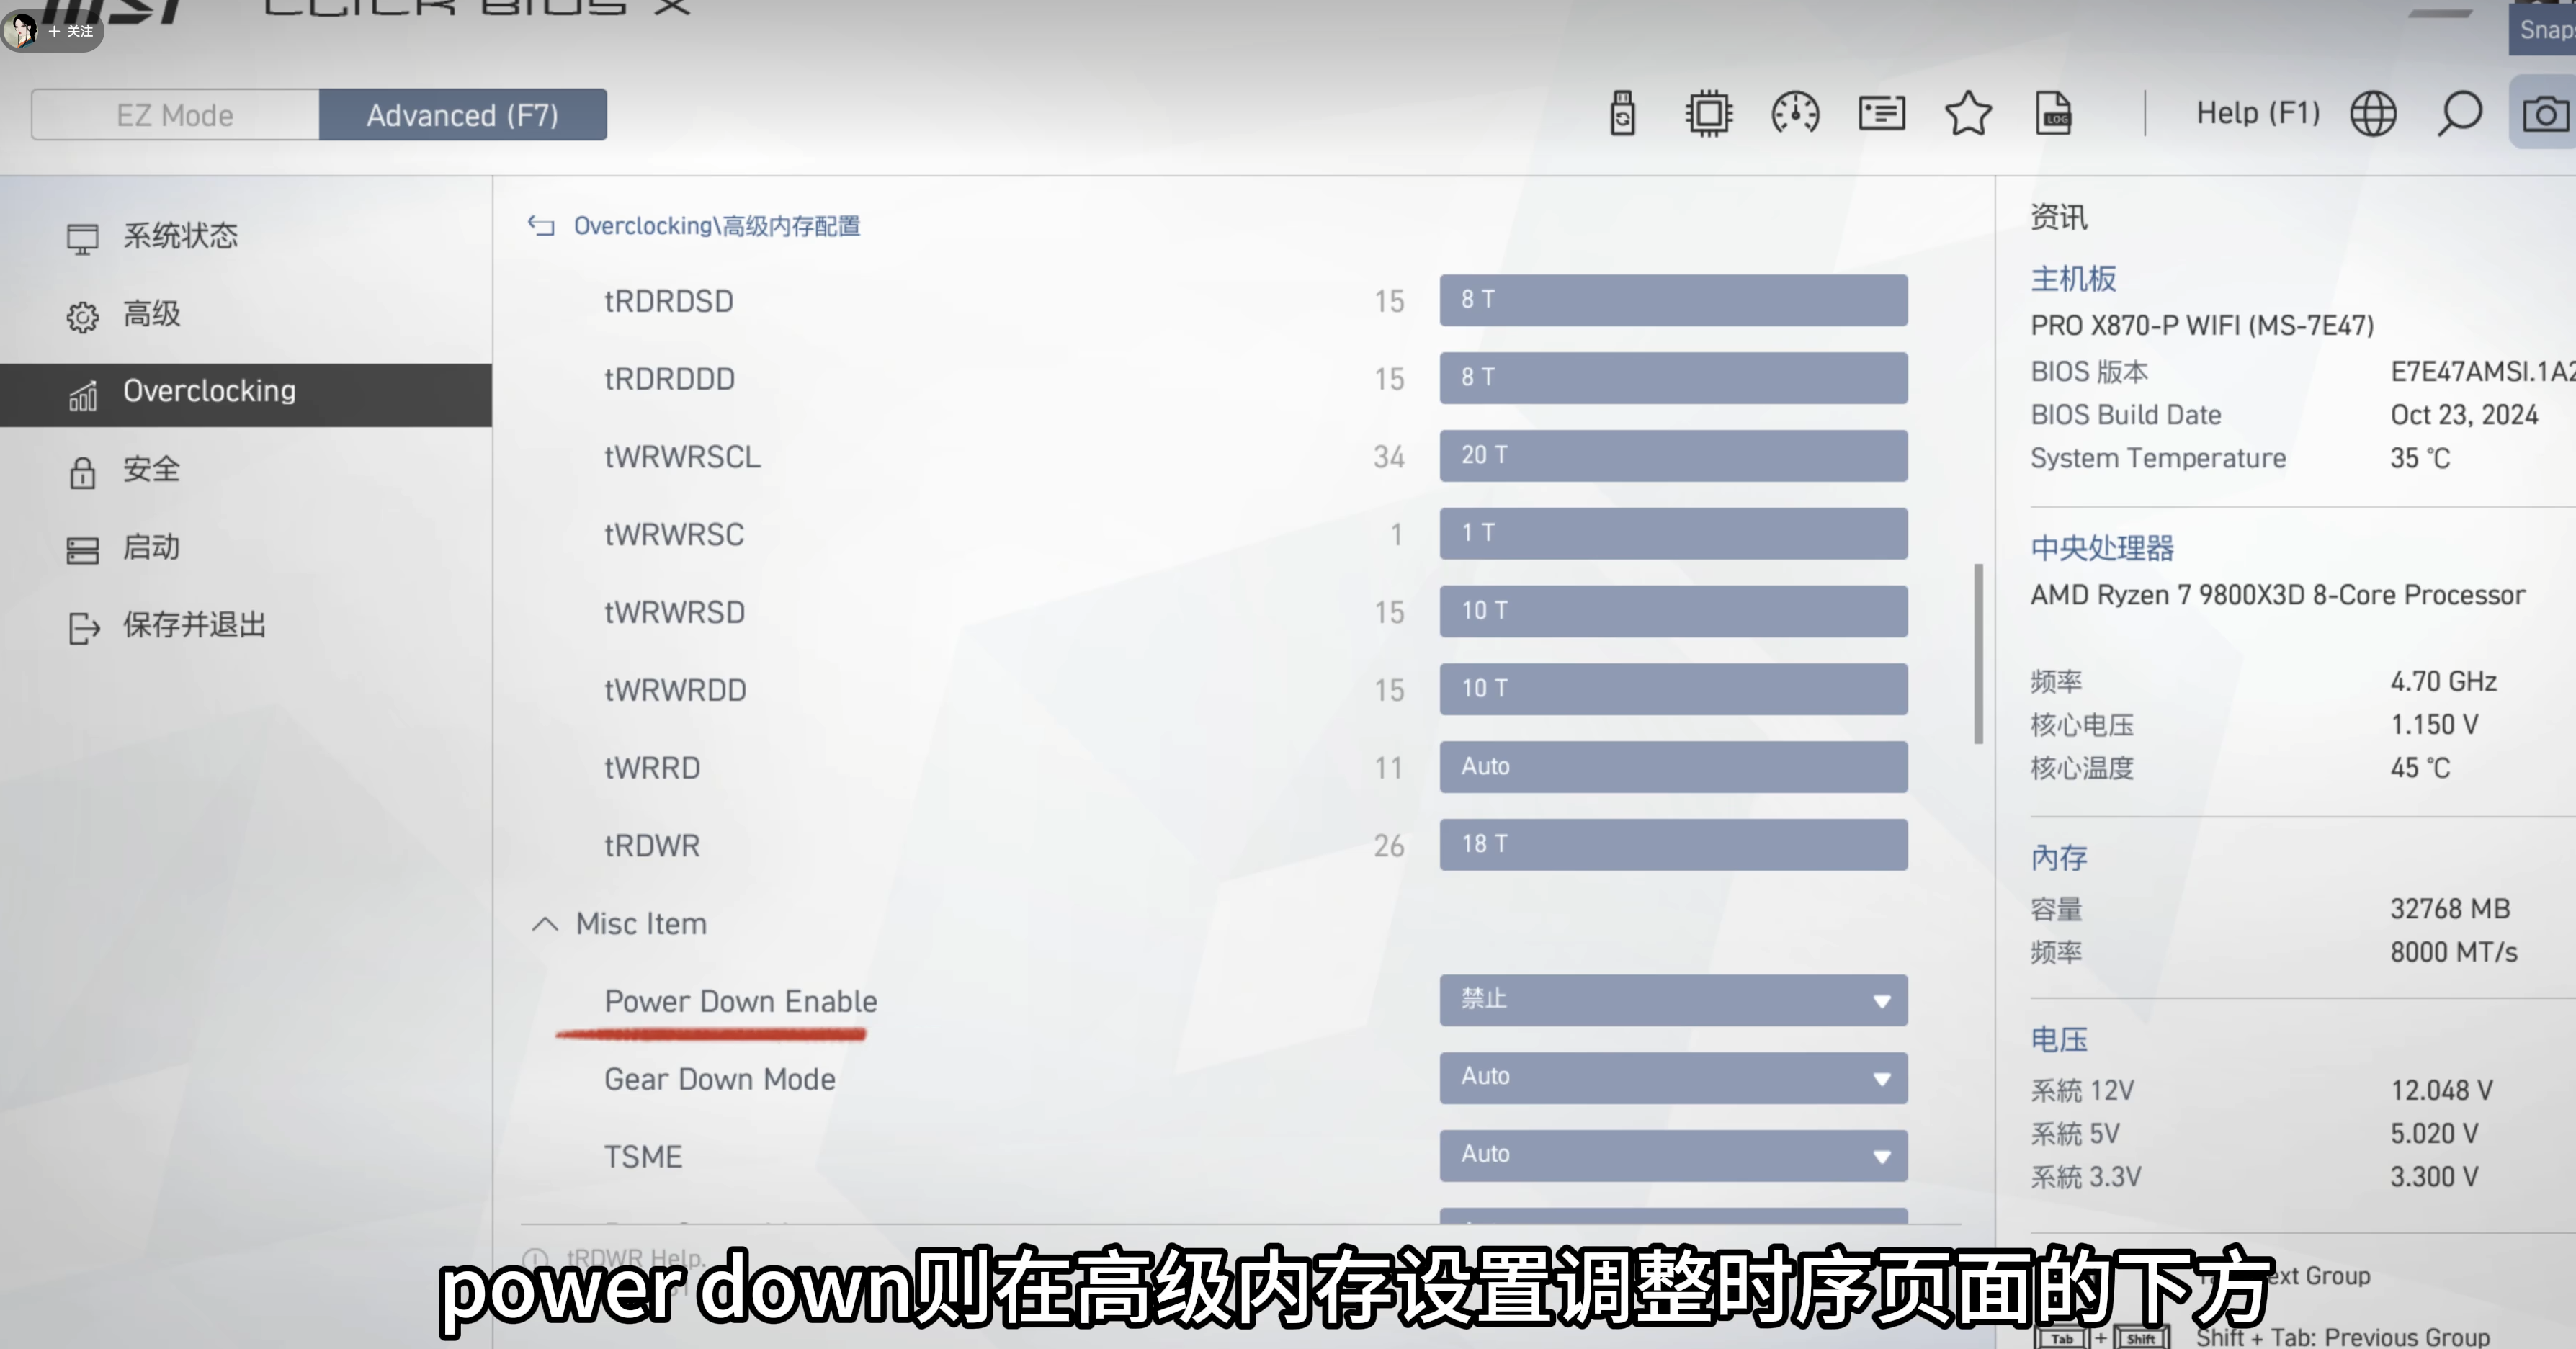 msi CLICK BIOS X
+ 关注
Snap
EZ Mode
Advanced (F7)
LOG
Help (F1)
系统状态
高级
Overclocking
安全
启动
保存并退出
Overclocking\高级内存配置
tRDRDSD 15 8 T
tRDRDDD 15 8 T
tWRWRSCL 34 20 T
tWRWRSC 1 1 T
tWRWRSD 15 10 T
tWRWRDD 15 10 T
tWRRD 11 Auto
tRDWR 26 18 T
Misc Item
Power Down Enable 禁止
Gear Down Mode Auto
TSME Auto
tRDWR Help.
资讯
主机板
PRO X870-P WIFI (MS-7E47)
BIOS 版本 E7E47AMSI.1A2
BIOS Build Date Oct 23, 2024
System Temperature 35 ℃
中央处理器
AMD Ryzen 7 9800X3D 8-Core Processor
频率 4.70 GHz
核心电压 1.150 V
核心温度 45 ℃
內存
容量 32768 MB
频率 8000 MT/s
电压
系統 12V 12.048 V
系統 5V 5.020 V
系統 3.3V 3.300 V
ext Group
Tab + Shift Shift + Tab: Previous Group
power down则在高级内存设置调整时序页面的下方